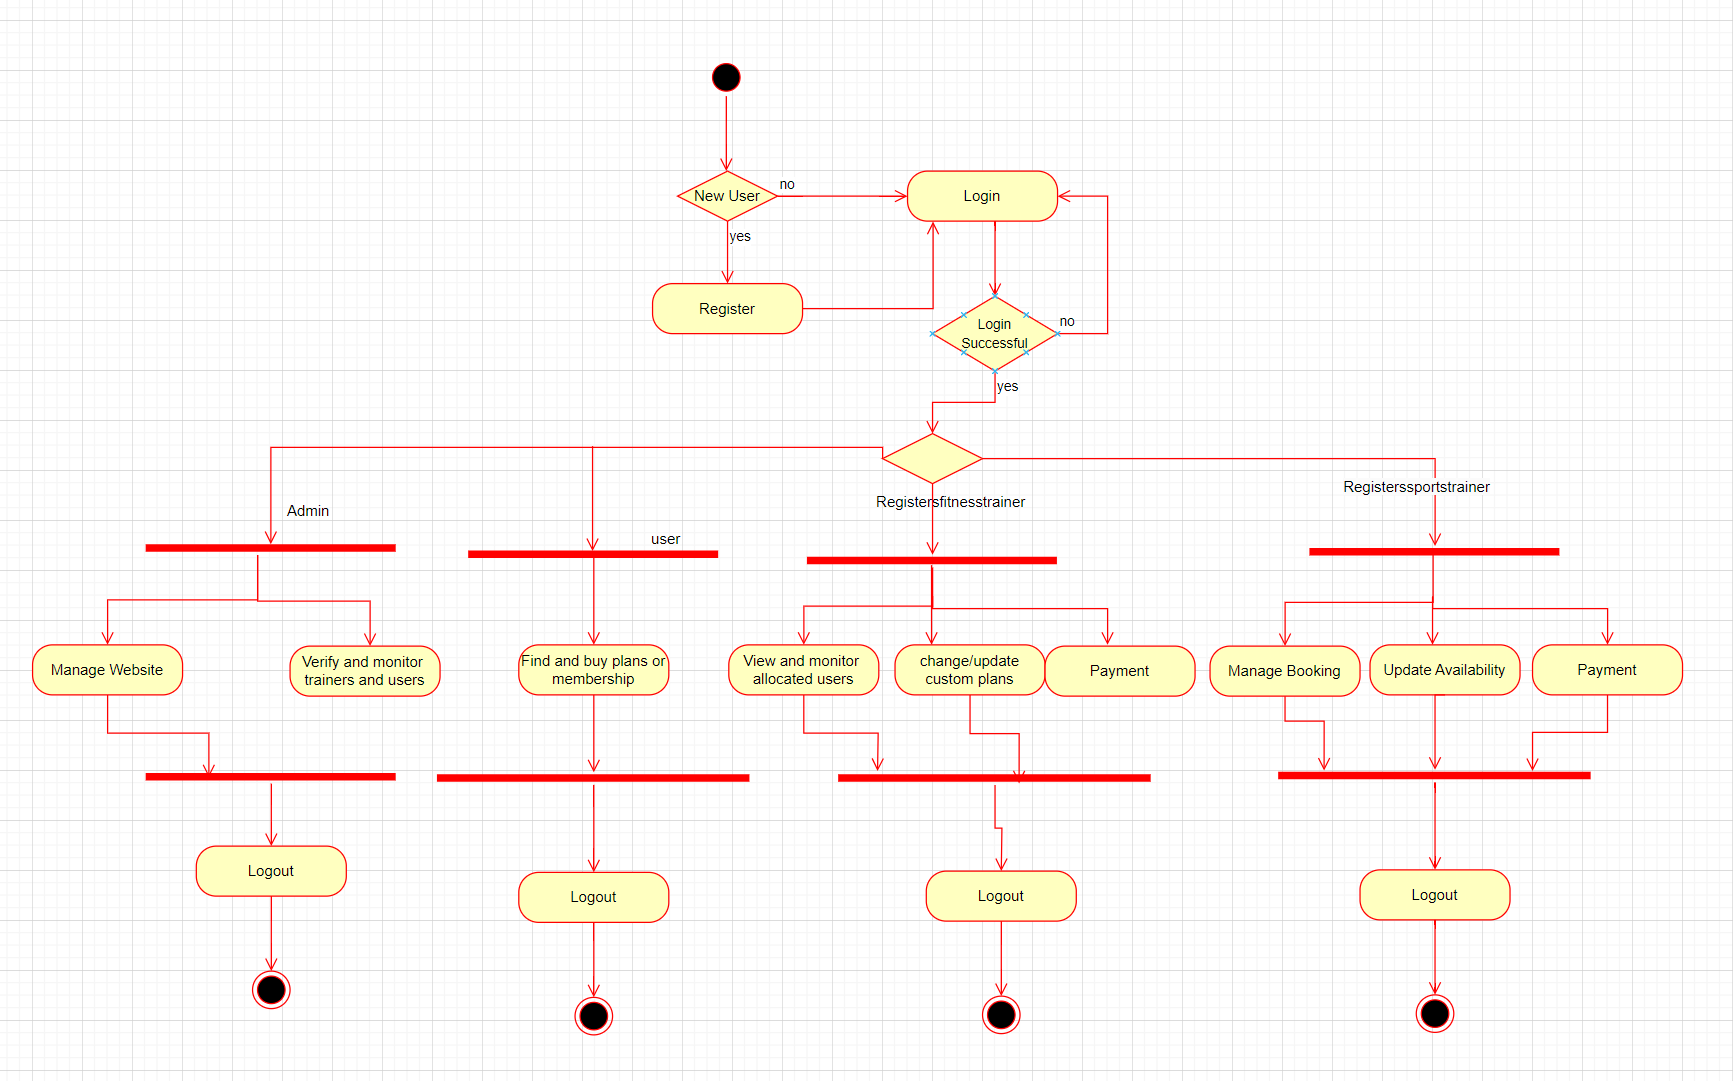 New User
no
Login
yes
Register
Login
Successful
no
yes
Admin
user
Registersfitnesstrainer
Registerssportstrainer
Manage Website
Verify and monitor
trainers and users
Find and buy plans or
membership
View and monitor
allocated users
change/update
custom plans
Payment
Manage Booking
Update Availability
Payment
Logout
Logout
Logout
Logout